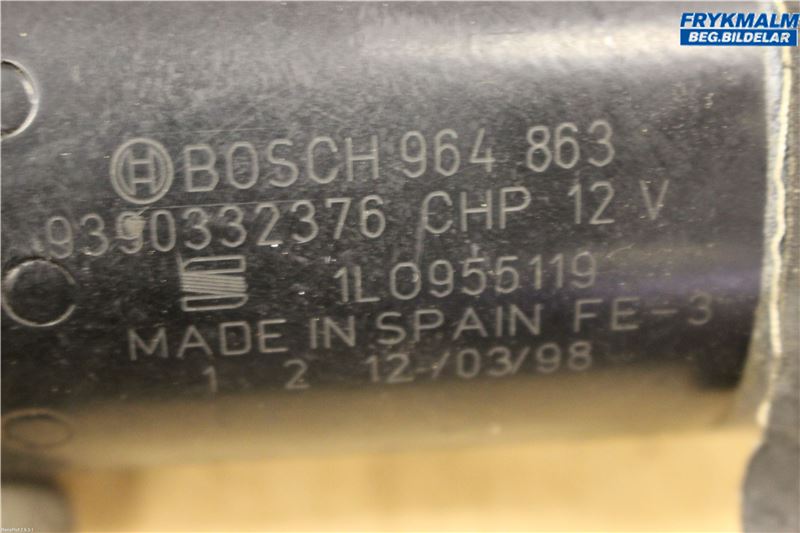 FRYKMALM
BEG.BILDELAR
BOSCH 964 863
9390332376 CHP 12 V
1L0955119
MADE IN SPAIN FE-3
1 2 12-/03/98